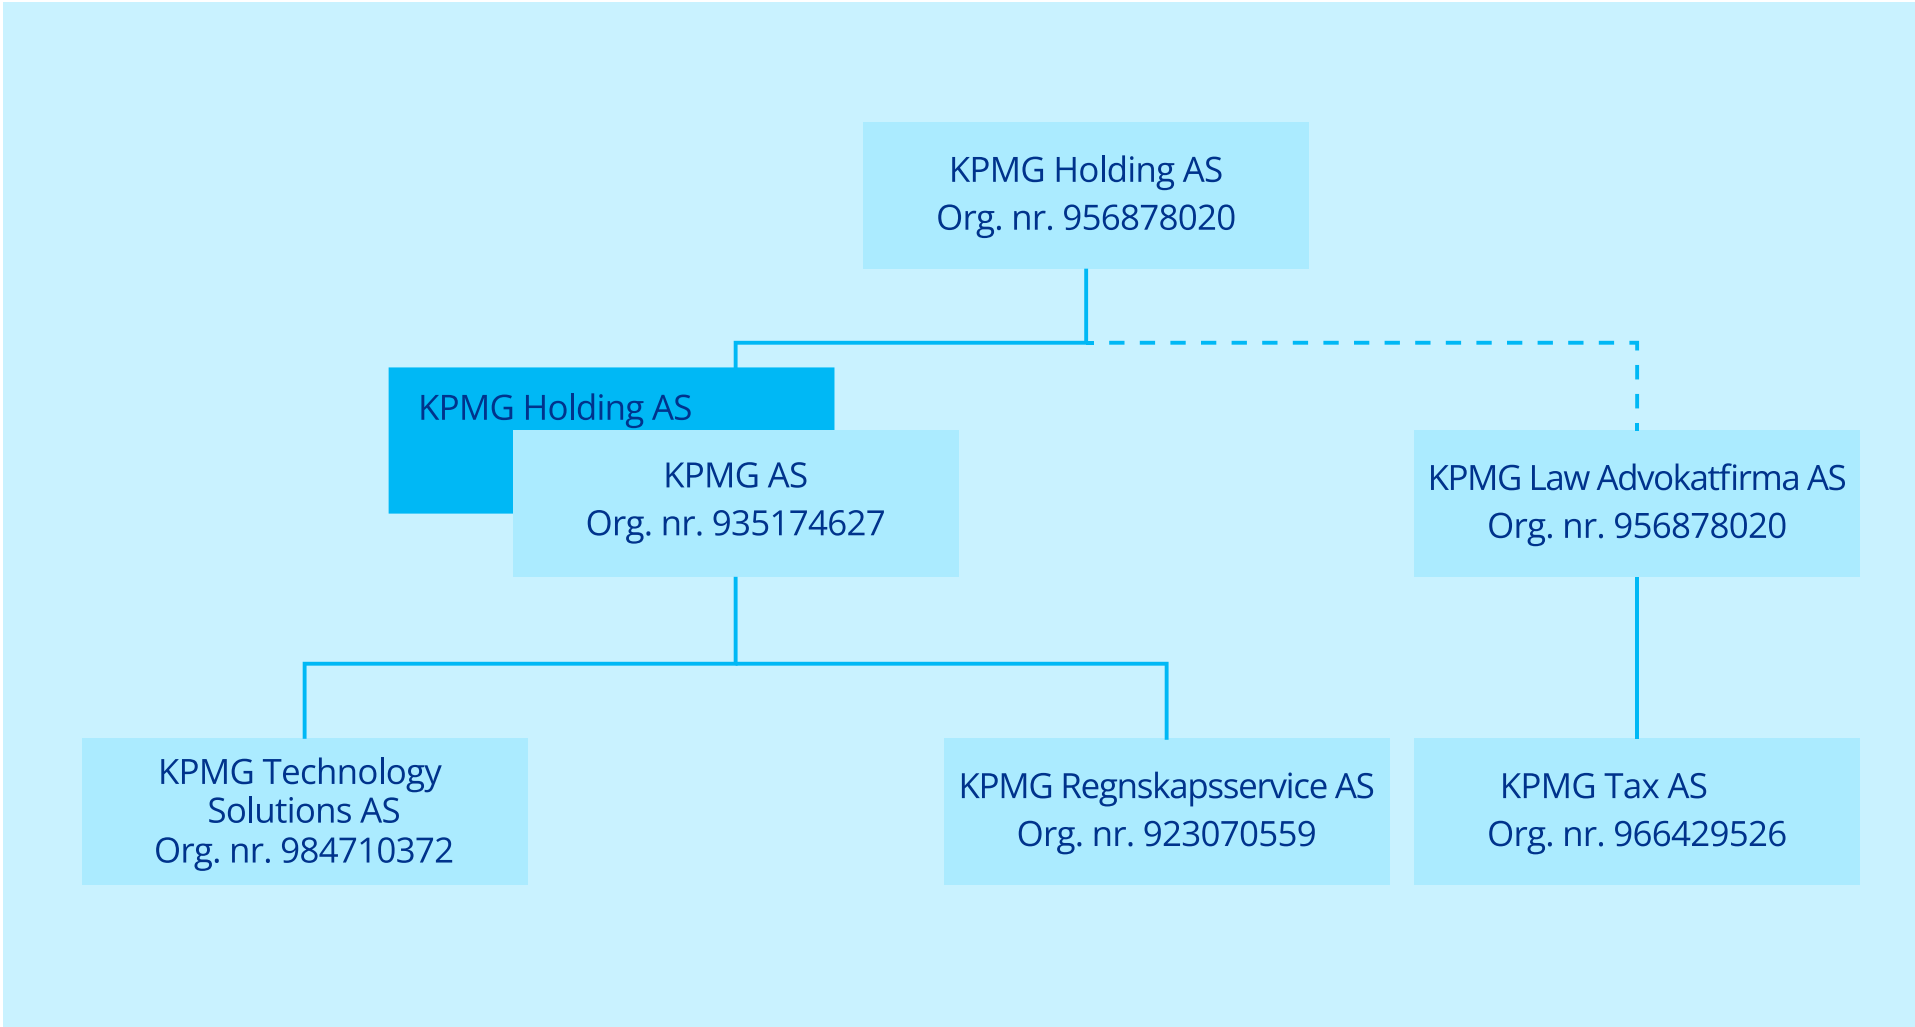 KPMG Holding AS
Org. nr. 956878020
KPMG Holding AS
KPMG AS
Org. nr. 935174627
KPMG Law Advokatfirma AS
Org. nr. 956878020
KPMG Technology
Solutions AS
Org. nr. 984710372
KPMG Regnskapsservice AS
Org. nr. 923070559
KPMG Tax AS
Org. nr. 966429526